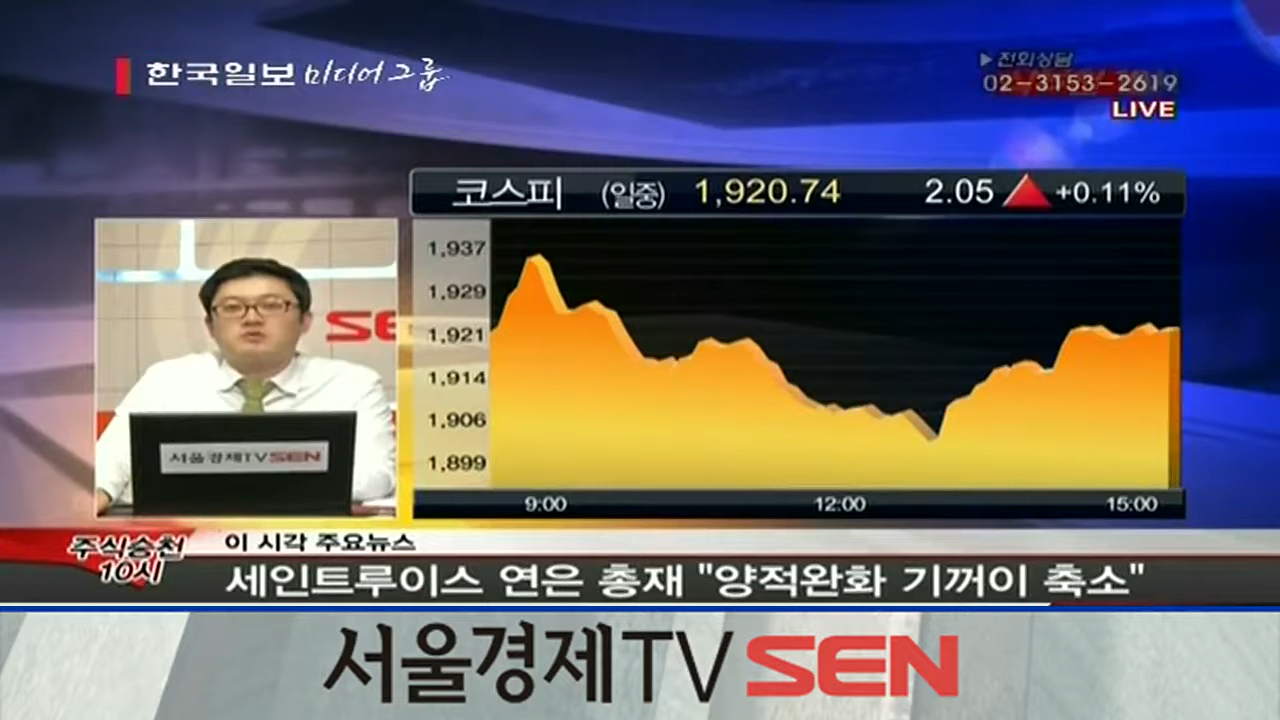 한국일보 미디어그룹
▶전화상담
02-3153-2619
LIVE
코스피 (일중) 1,920.74 2.05 ▲ +0.11%
1,937
1,929
1,921
1,914
1,906
1,899
9:00 12:00 15:00
SE
서울경제TV SEN
주식승천
10시
이 시각 주요뉴스
세인트루이스 연은 총재 "양적완화 기꺼이 축소"
서울경제TV SEN